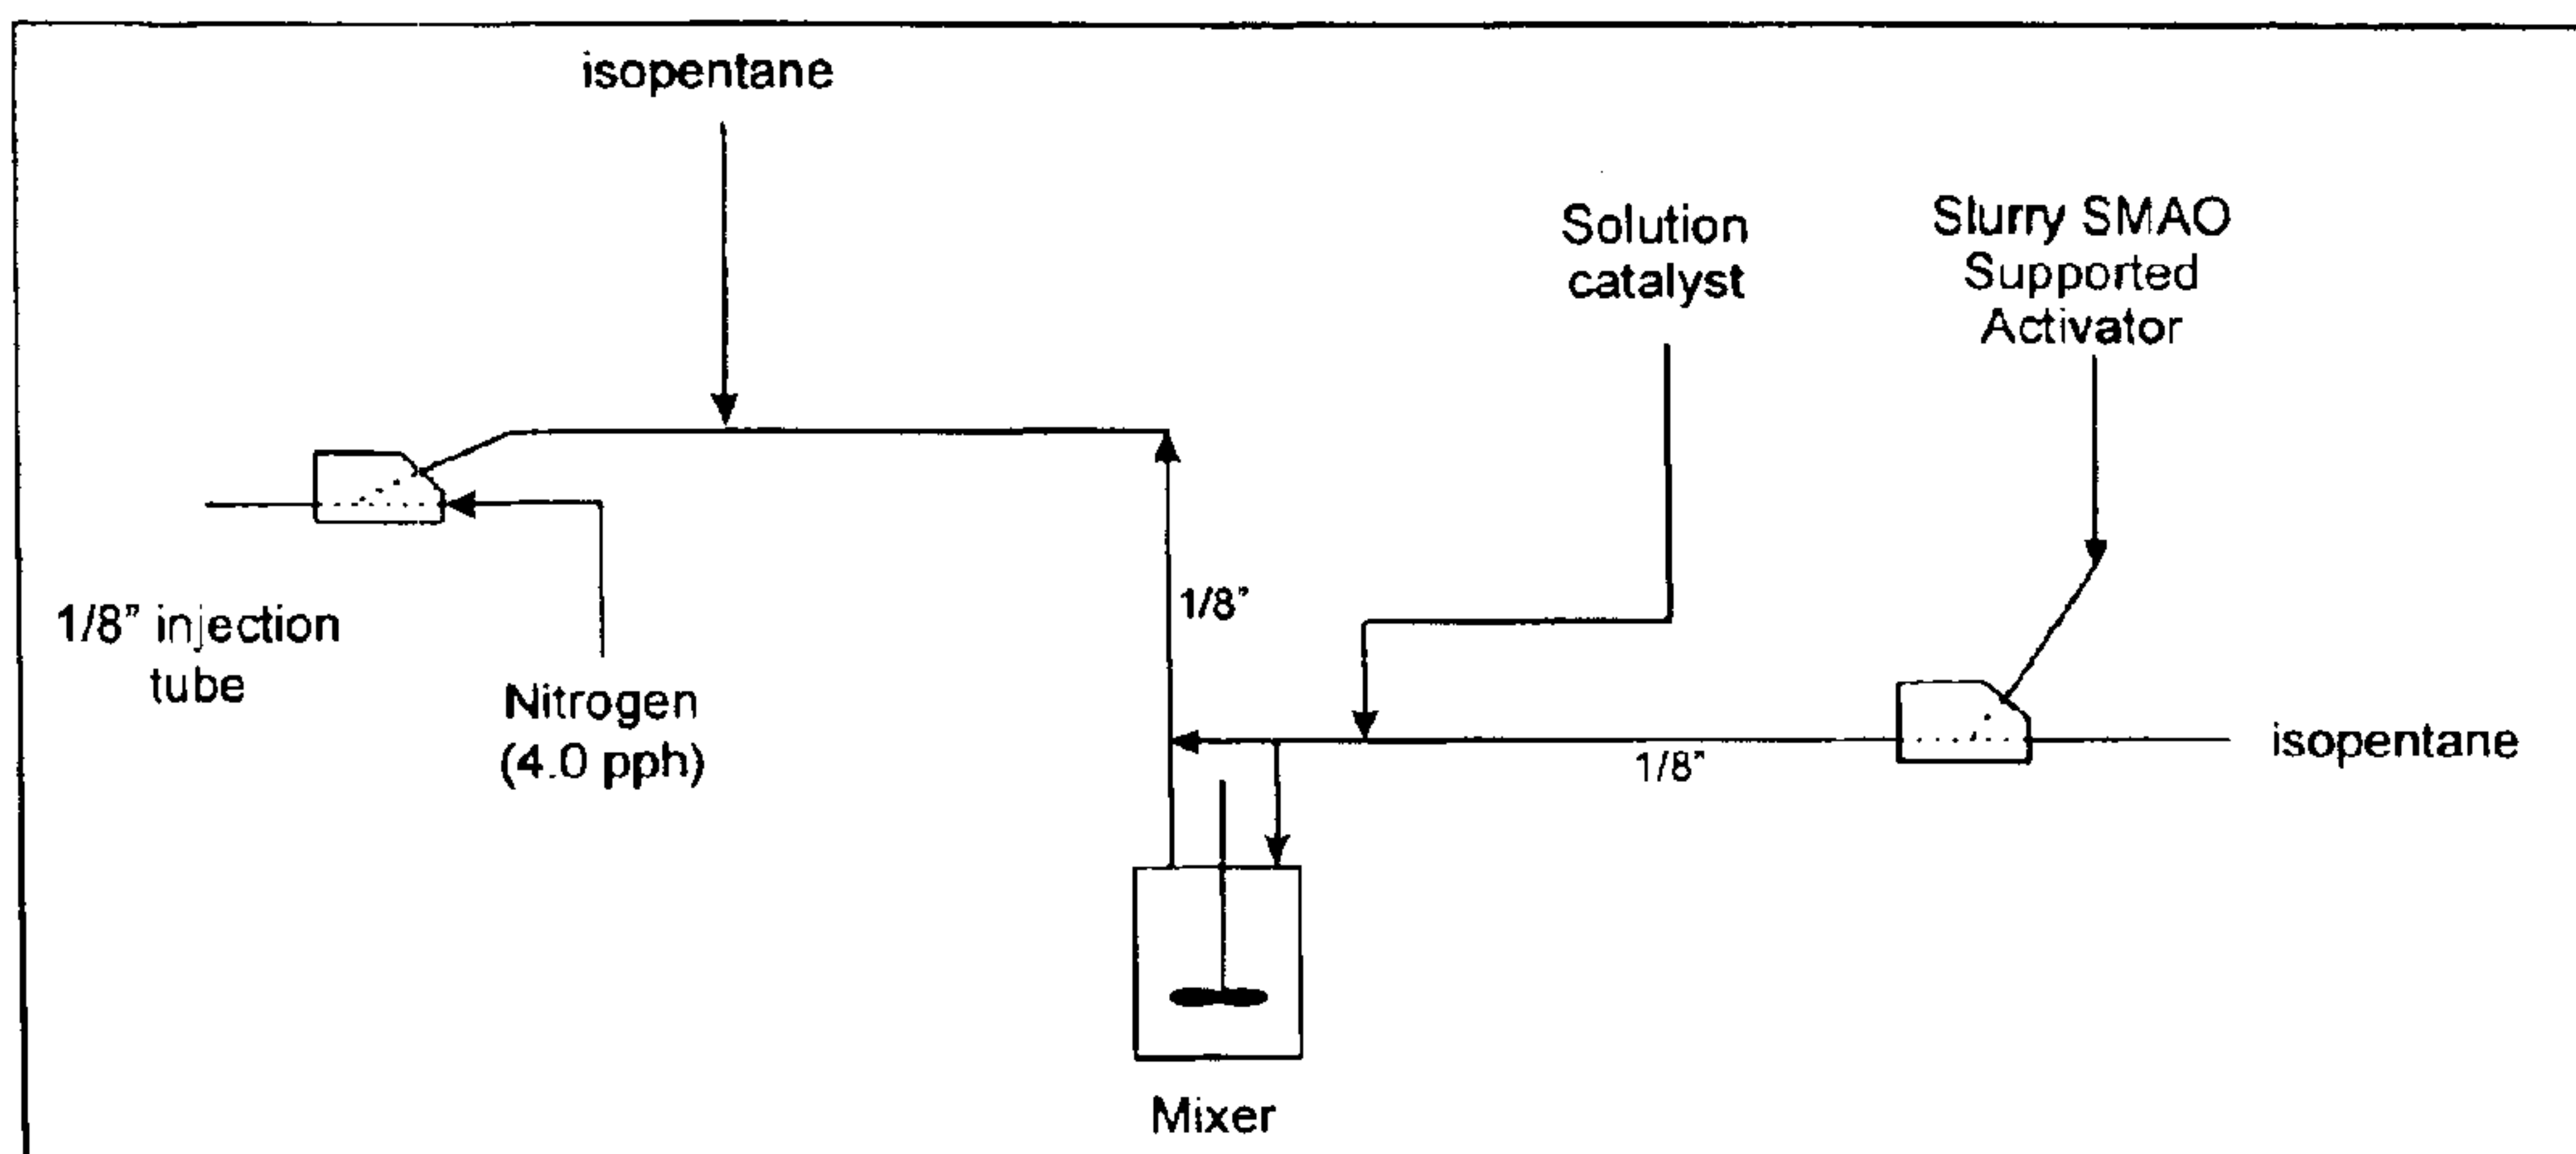 isopentane
Solution
catalyst
Slurry SMAO
Supported
Activator
1/8" injection
tube
Nitrogen
(4.0 pph)
1/8"
1/8"
isopentane
Mixer